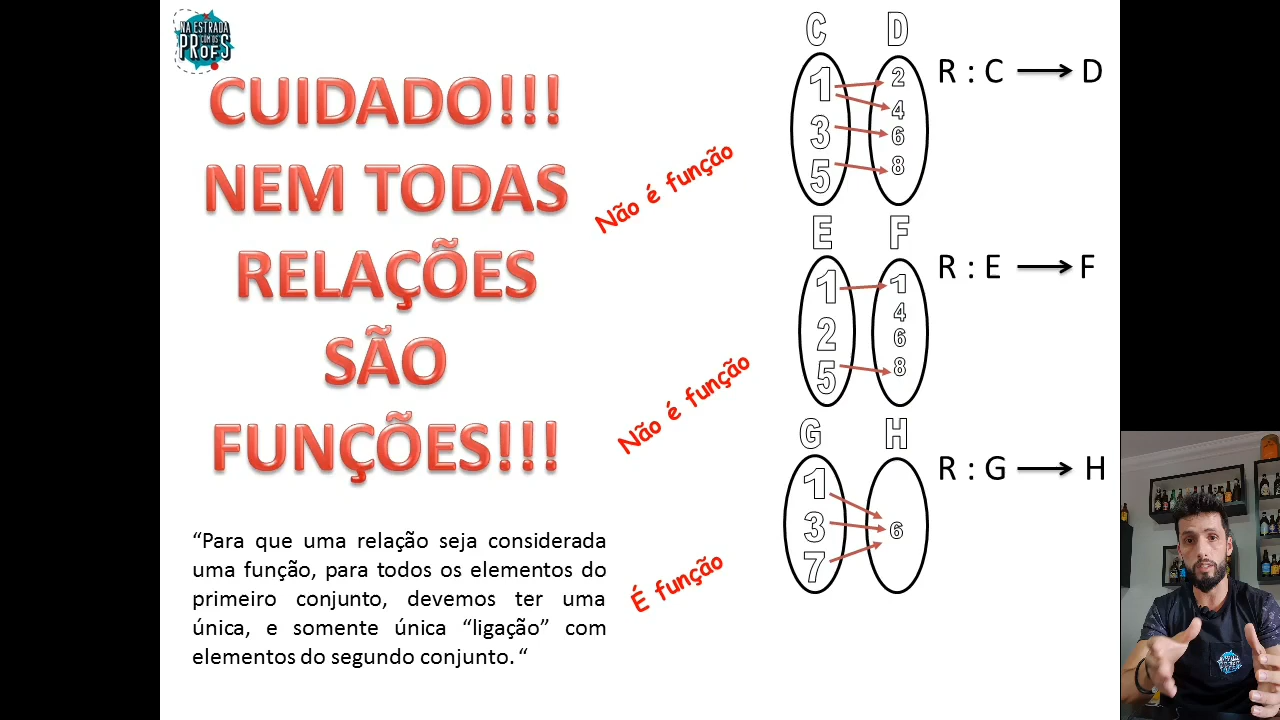 NA ESTRADA
COM OS
PROFS
CUIDADO!!!
NEM TODAS
RELAÇÕES
SÃO
FUNÇÕES!!!
“Para que uma relação seja considerada
uma função, para todos os elementos do
primeiro conjunto, devemos ter uma
única, e somente única “ligação” com
elementos do segundo conjunto. “
Não é função
C D
R : C D
1 2
4
3 6
5 8
Não é função
E F
R : E F
1 1
4
2 6
5 8
É função
G H
R : G H
1
3 6
7